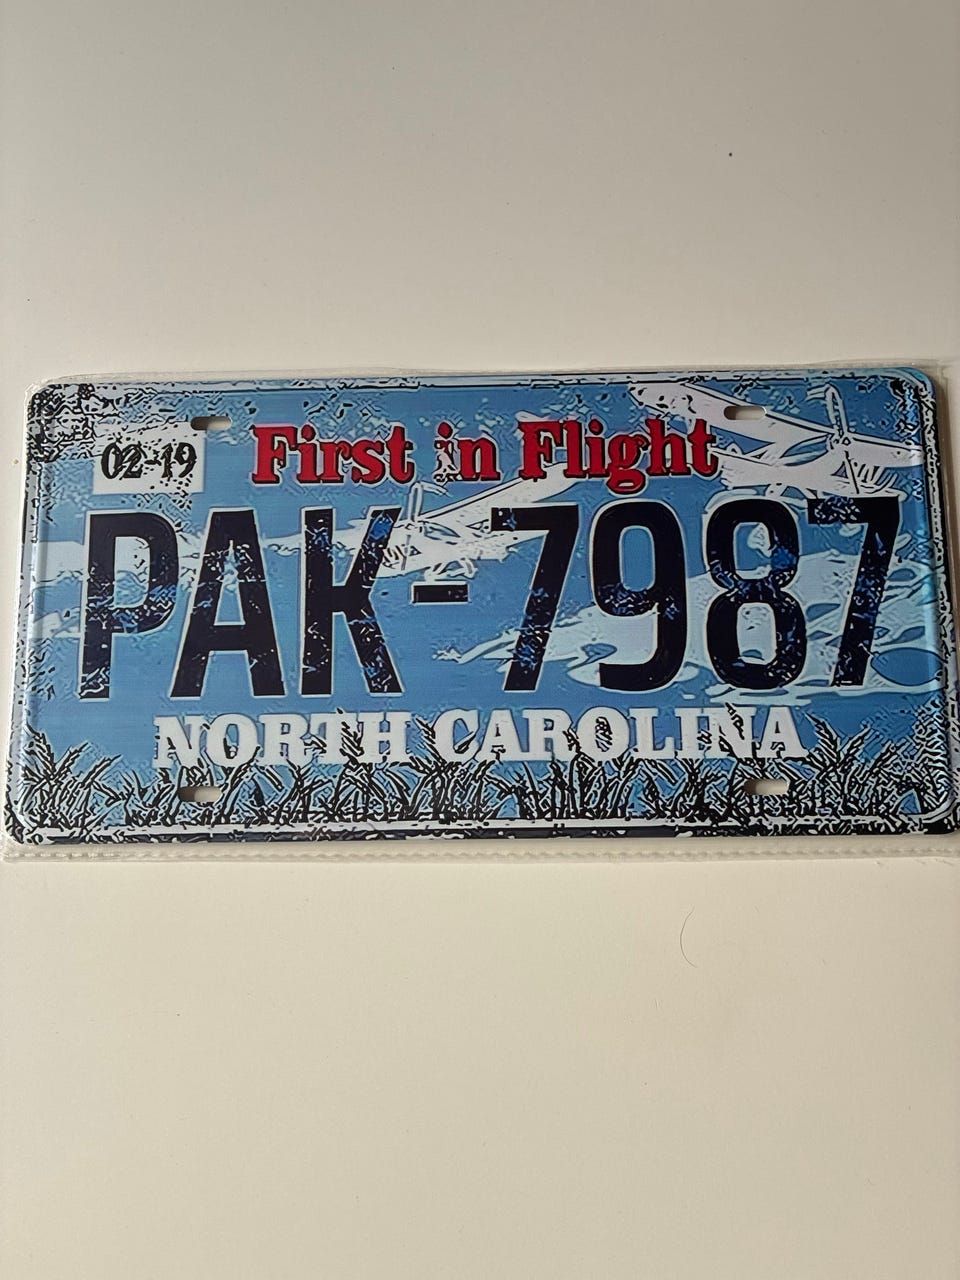 First in Flight
02-19
PAK-7987
NORTH CAROLINA